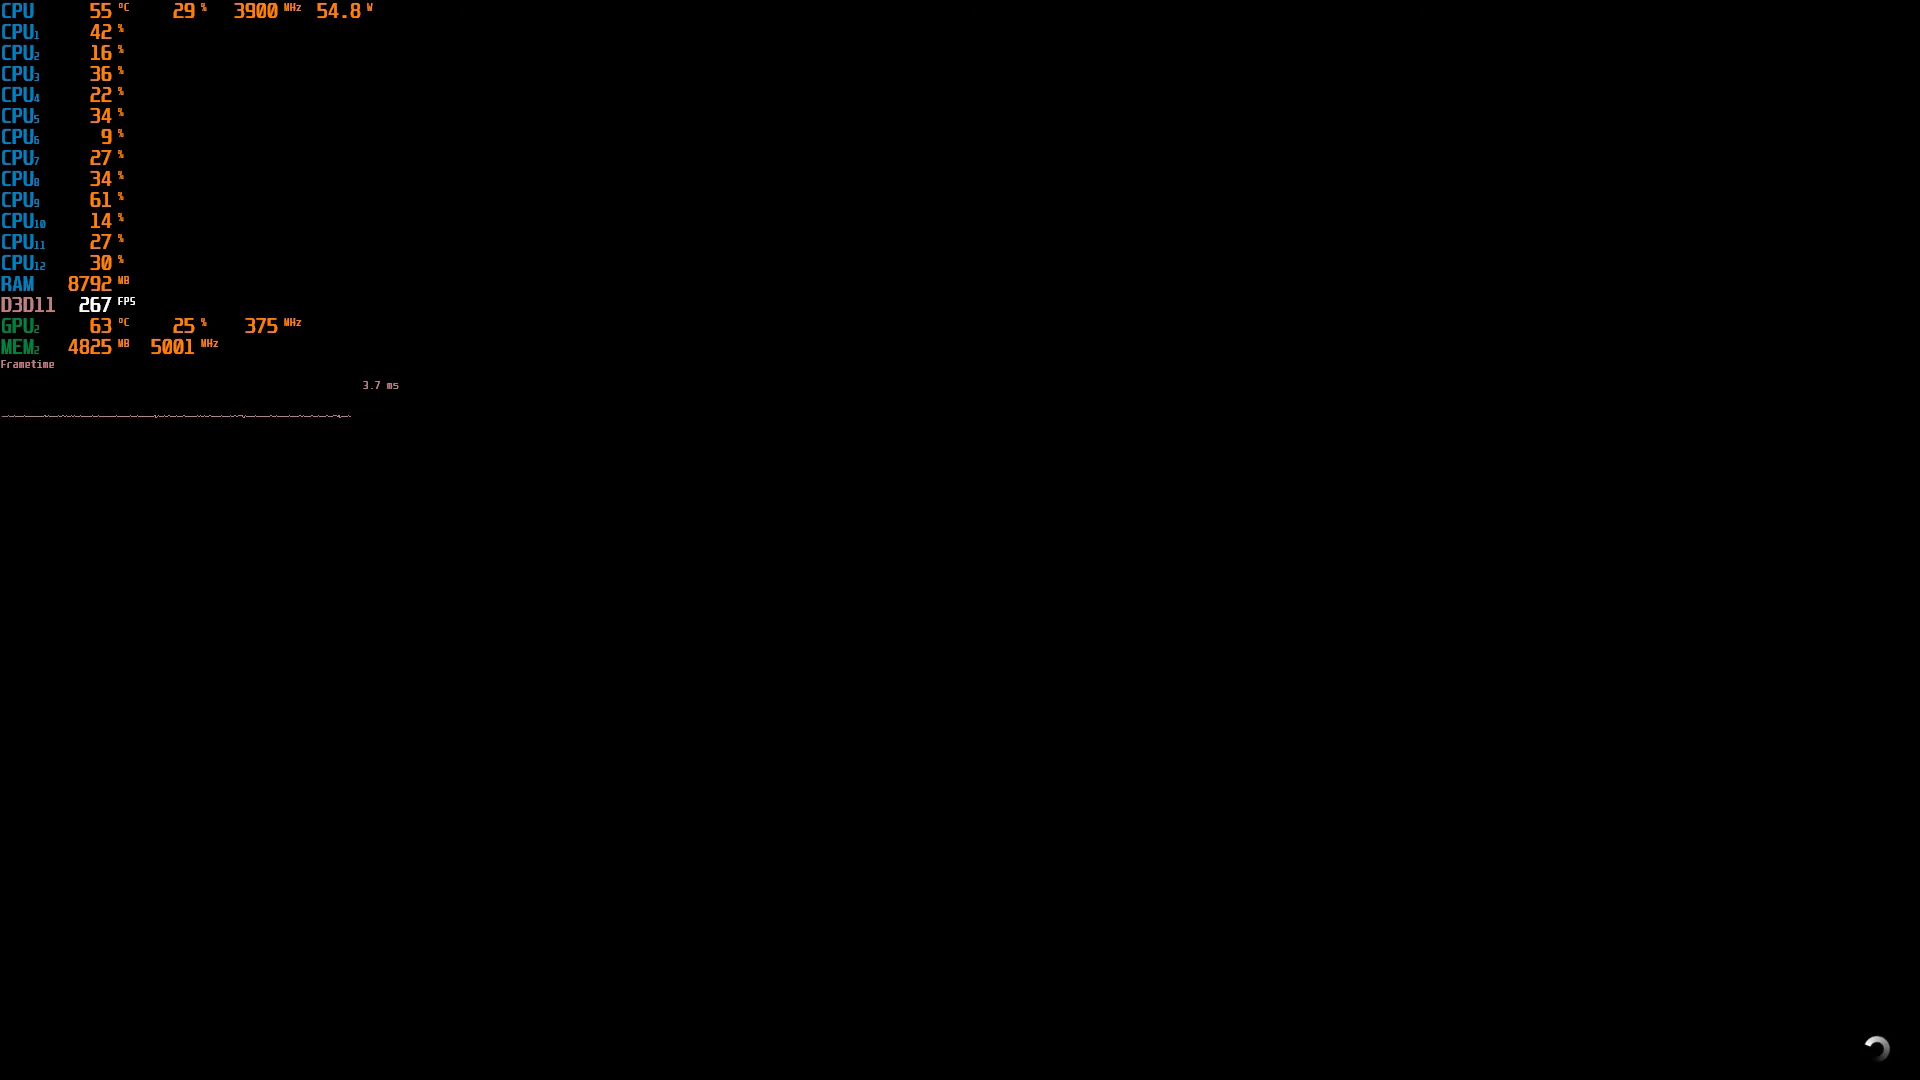 CPU 55 °C 29 % 3900 MHz 54.8 W
CPU1 42 %
CPU2 16 %
CPU3 36 %
CPU4 22 %
CPU5 34 %
CPU6 9 %
CPU7 27 %
CPU8 34 %
CPU9 61 %
CPU10 14 %
CPU11 27 %
CPU12 30 %
RAM 8792 MB
D3D11 267 FPS
GPU2 63 °C 25 % 375 MHz
MEM2 4825 MB 5001 MHz
Frametime
3.7 ms